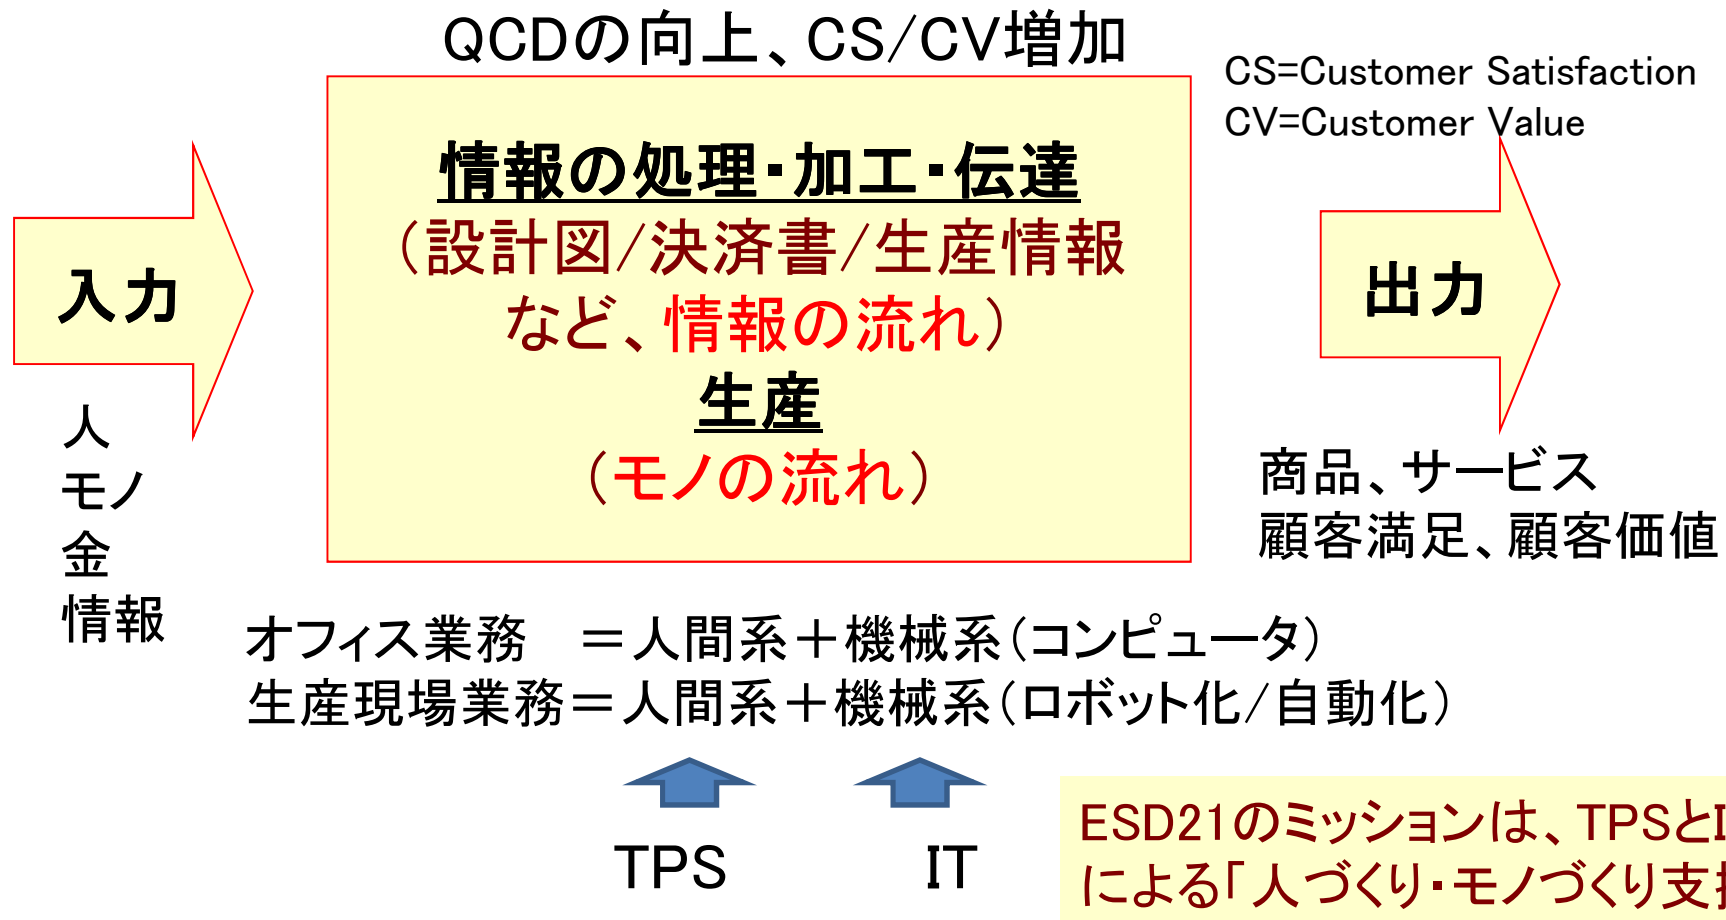 QCDの向上、CS/CV増加
CS=Customer Satisfaction
CV=Customer Value
入力
情報の処理・加工・伝達
（設計図/決済書/生産情報
など、情報の流れ）
生産
（モノの流れ）
出力
人
モノ
金
情報
商品、サービス
顧客満足、顧客価値
オフィス業務　＝人間系＋機械系（コンピュータ）
生産現場業務＝人間系＋機械系（ロボット化/自動化）
TPS
IT
ESD21のミッションは、TPSとI
による「人づくり・モノづくり支